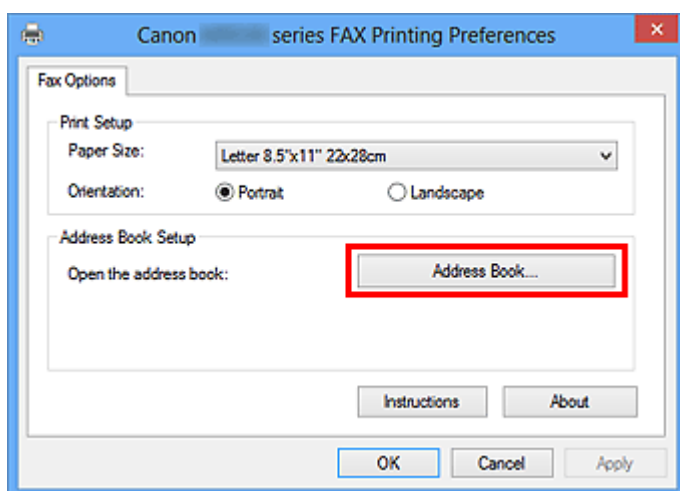 Canon series FAX Printing Preferences
Fax Options
Print Setup
Paper Size: Letter 8.5"x11" 22x28cm
Orientation: Portrait Landscape
Address Book Setup
Open the address book: Address Book...
Instructions About
OK Cancel Apply